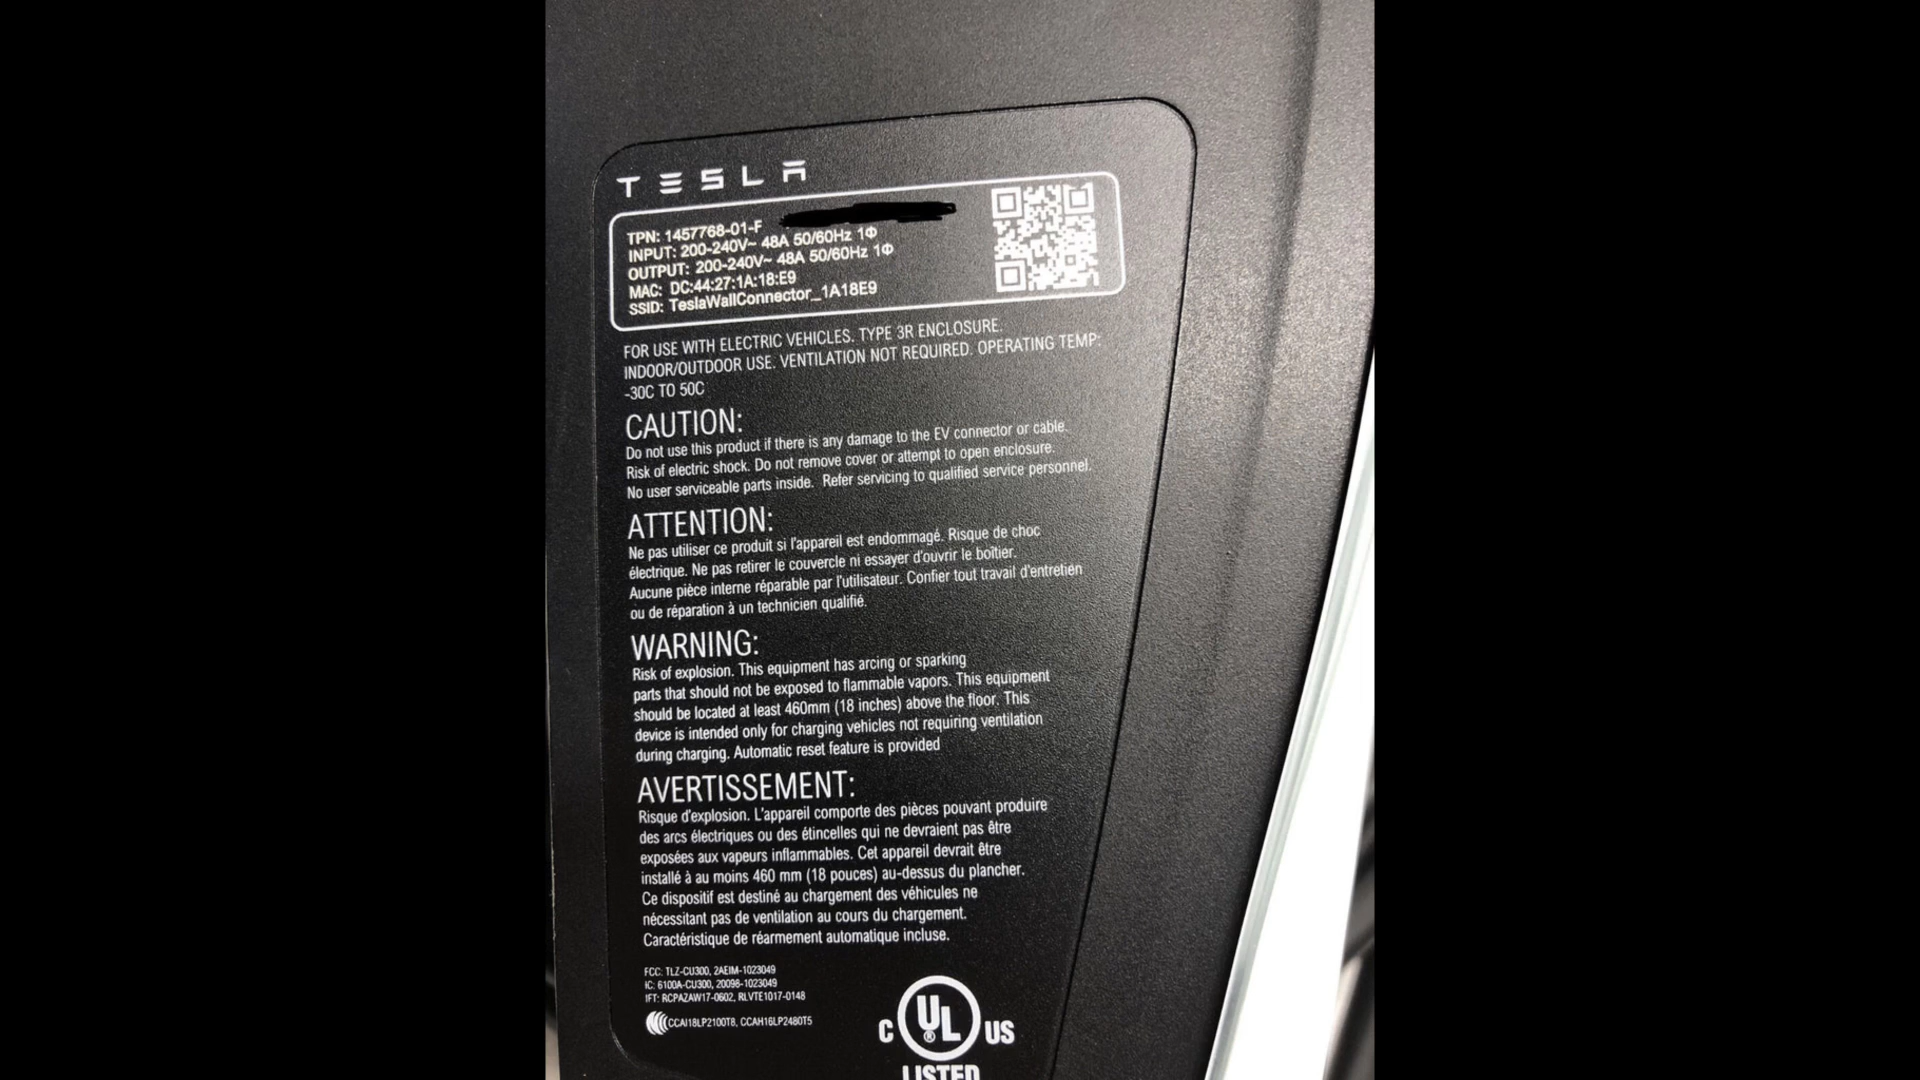 TESLA
TPN: 1457768-01-F
INPUT: 200-240V~ 48A 50/60Hz 1Φ
OUTPUT: 200-240V~ 48A 50/60Hz 1Φ
MAC: DC:44:27:1A:18:E9
SSID: TeslaWallConnector_1A18E9
FOR USE WITH ELECTRIC VEHICLES. TYPE 3R ENCLOSURE.
INDOOR/OUTDOOR USE. VENTILATION NOT REQUIRED. OPERATING TEMP:
-30C TO 50C
CAUTION:
Do not use this product if there is any damage to the EV connector or cable.
Risk of electric shock. Do not remove cover or attempt to open enclosure.
No user serviceable parts inside. Refer servicing to qualified service personnel.
ATTENTION:
Ne pas utiliser ce produit si l'appareil est endommagé. Risque de choc
électrique. Ne pas retirer le couvercle ni essayer d'ouvrir le boîtier.
Aucune pièce interne réparable par l'utilisateur. Confier tout travail d'entretien
ou de réparation à un technicien qualifié.
WARNING:
Risk of explosion. This equipment has arcing or sparking
parts that should not be exposed to flammable vapors. This equipment
should be located at least 460mm (18 inches) above the floor. This
device is intended only for charging vehicles not requiring ventilation
during charging. Automatic reset feature is provided
AVERTISSEMENT:
Risque d'explosion. L'appareil comporte des pièces pouvant produire
des arcs électriques ou des étincelles qui ne devraient pas être
exposées aux vapeurs inflammables. Cet appareil devrait être
installé à au moins 460 mm (18 pouces) au-dessus du plancher.
Ce dispositif est destiné au chargement des véhicules ne
nécessitant pas de ventilation au cours du chargement.
Caractéristique de réarmement automatique incluse.
FCC: TLZ-CU300, 2AEIM-1023049
IC: 6100A-CU300, 20098-1023049
IFT: RCPAZAW17-0602, RLVTE1017-0148
CCAI18LP2100T8, CCAH16LP2480T5
C UL ® US
LISTED